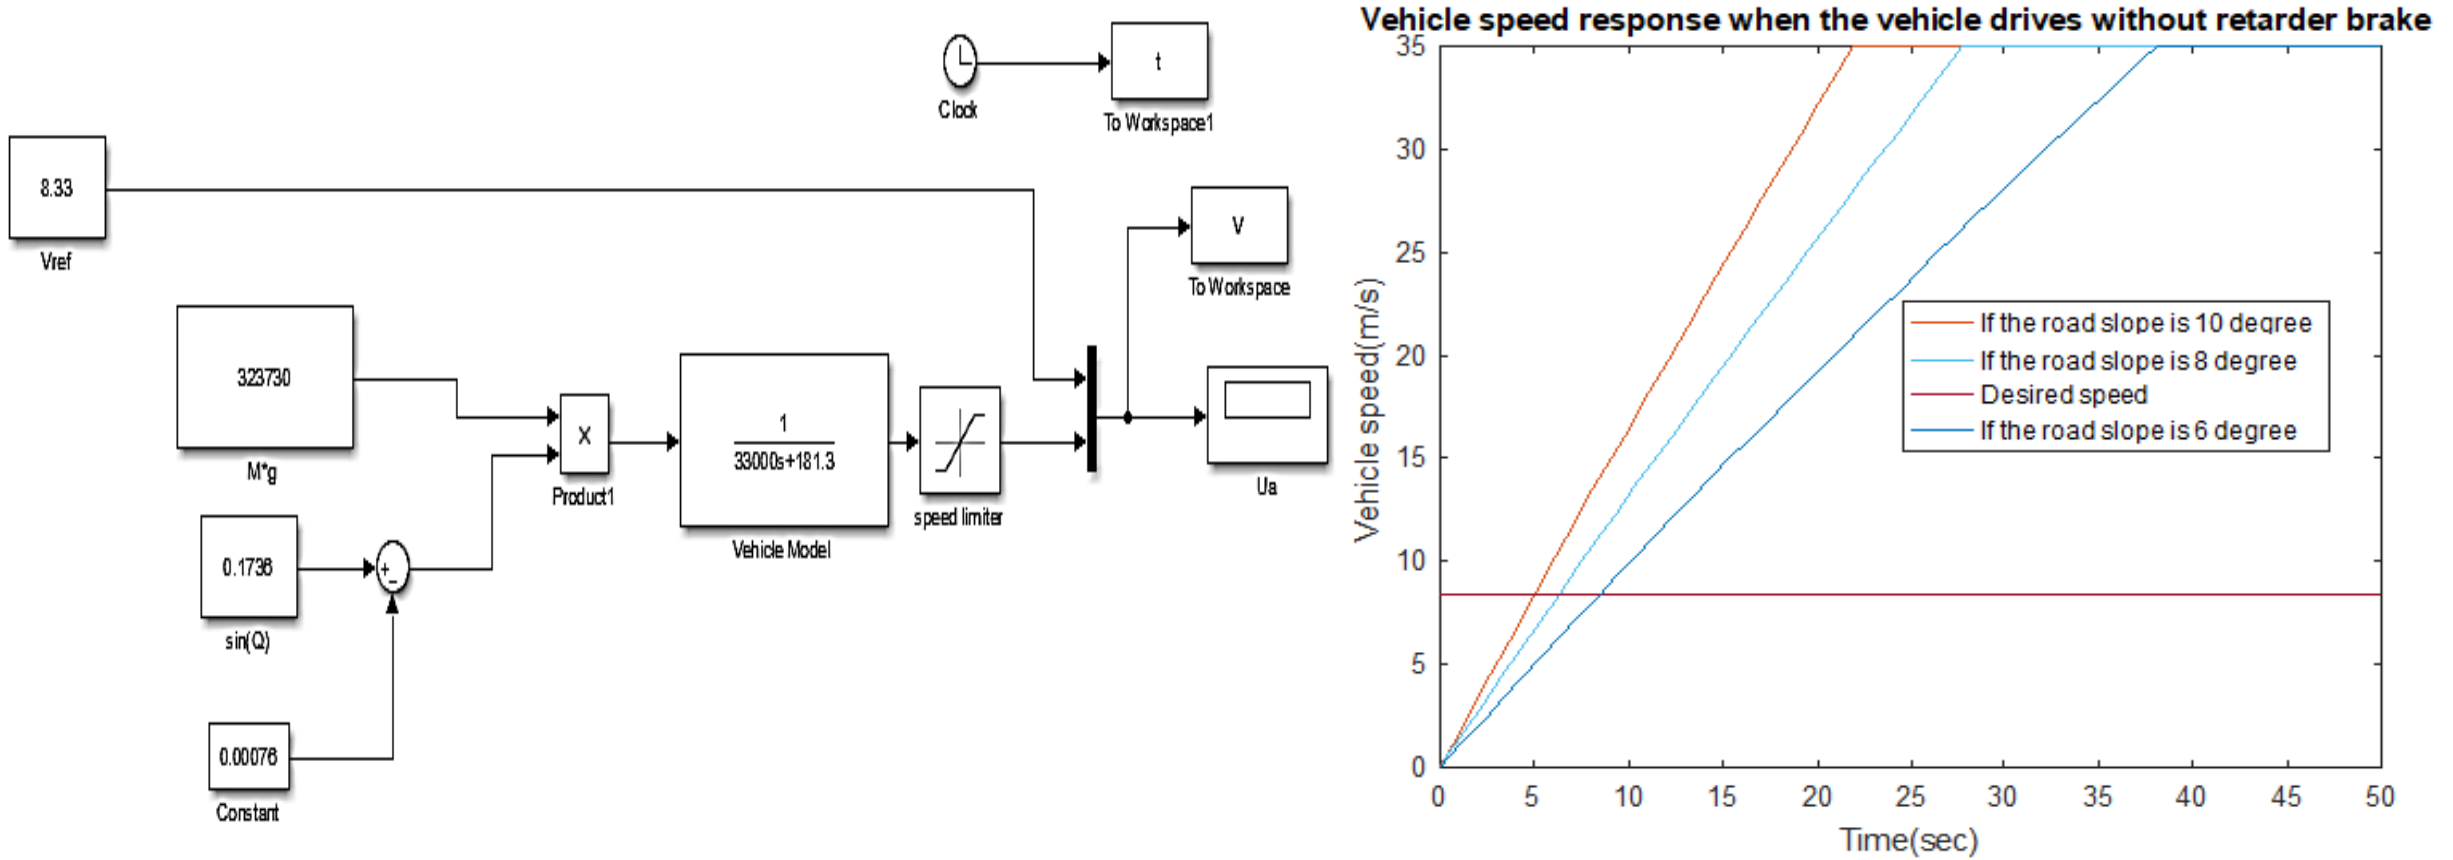 t
Clock
To Workspace1
8.33
Vref
V
To Workspace
323730
M*g
X
Product1
1
33000s+181.3
Vehicle Model
speed limiter
Ua
0.1736
+
_
sin(Q)
0.00076
Constant
Vehicle speed response when the vehicle drives without retarder brake
35
30
25
20
15
10
5
0
Vehicle speed(m/s)
If the road slope is 10 degree
If the road slope is 8 degree
Desired speed
If the road slope is 6 degree
0 5 10 15 20 25 30 35 40 45 50
Time(sec)